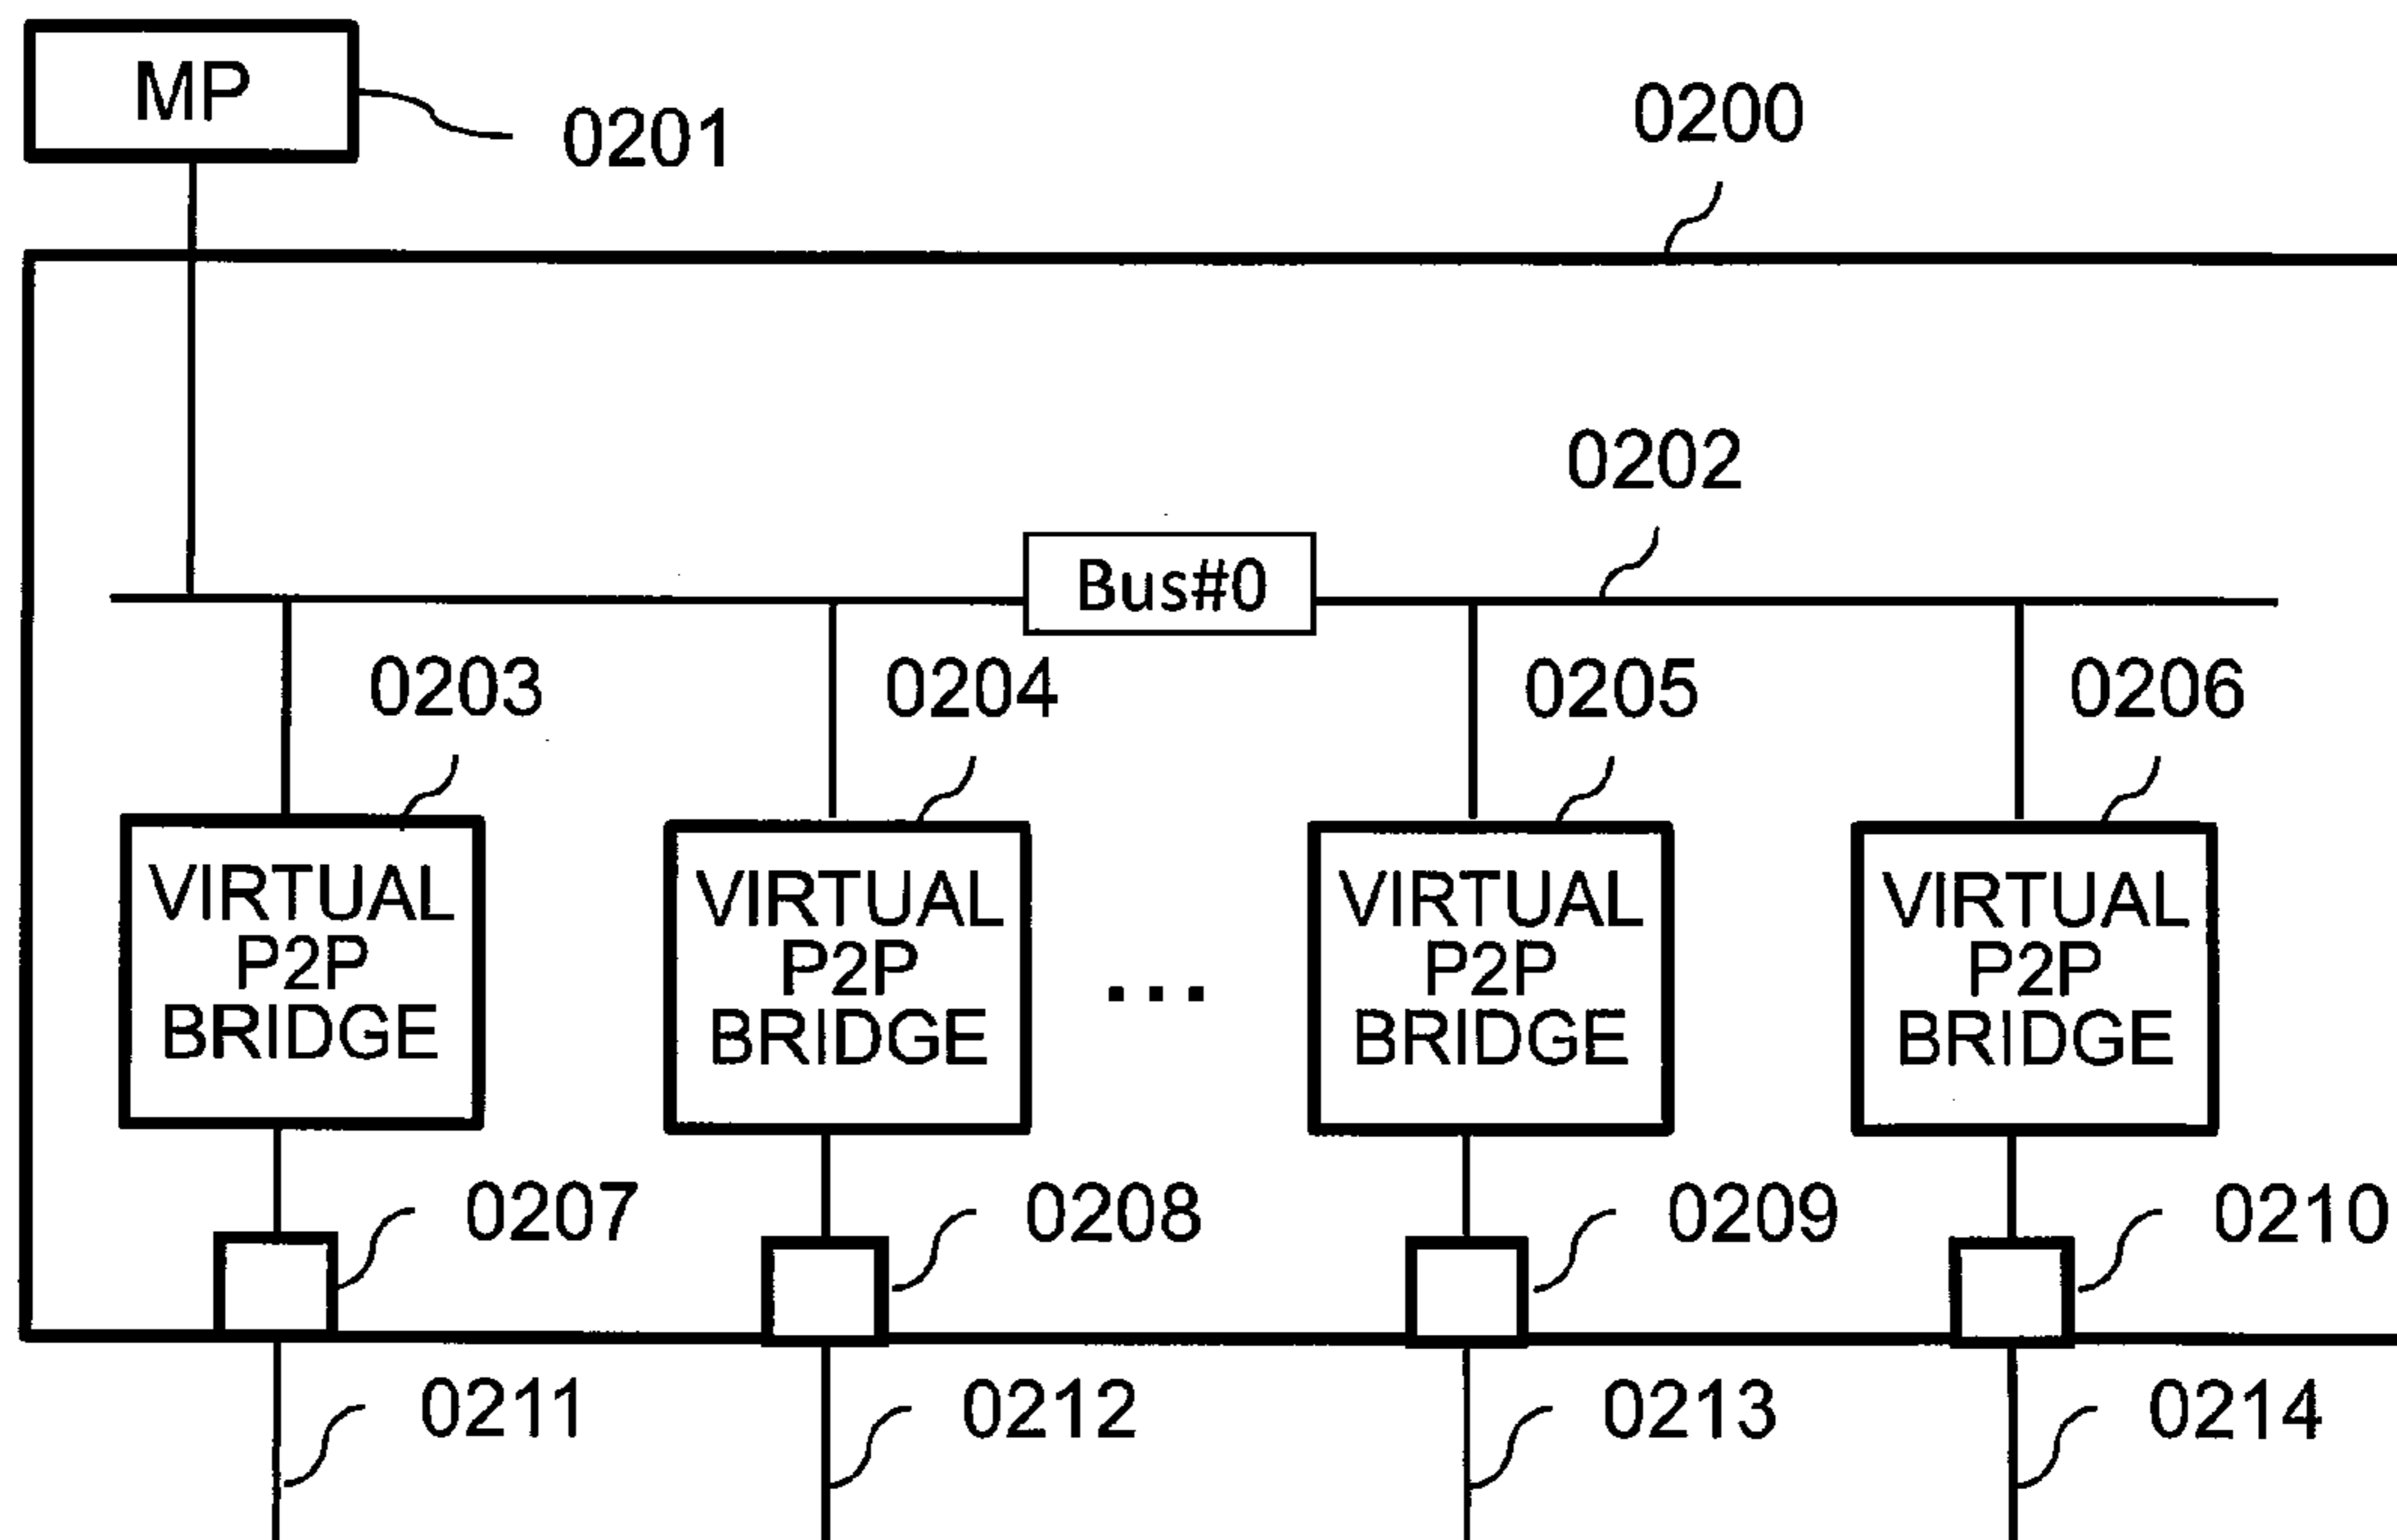 MP
0201
0200
0202
Bus#0
0203
0204
0205
0206
VIRTUAL
P2P
BRIDGE
VIRTUAL
P2P
BRIDGE
...
VIRTUAL
P2P
BRIDGE
VIRTUAL
P2P
BRIDGE
0207
0208
0209
0210
0211
0212
0213
0214